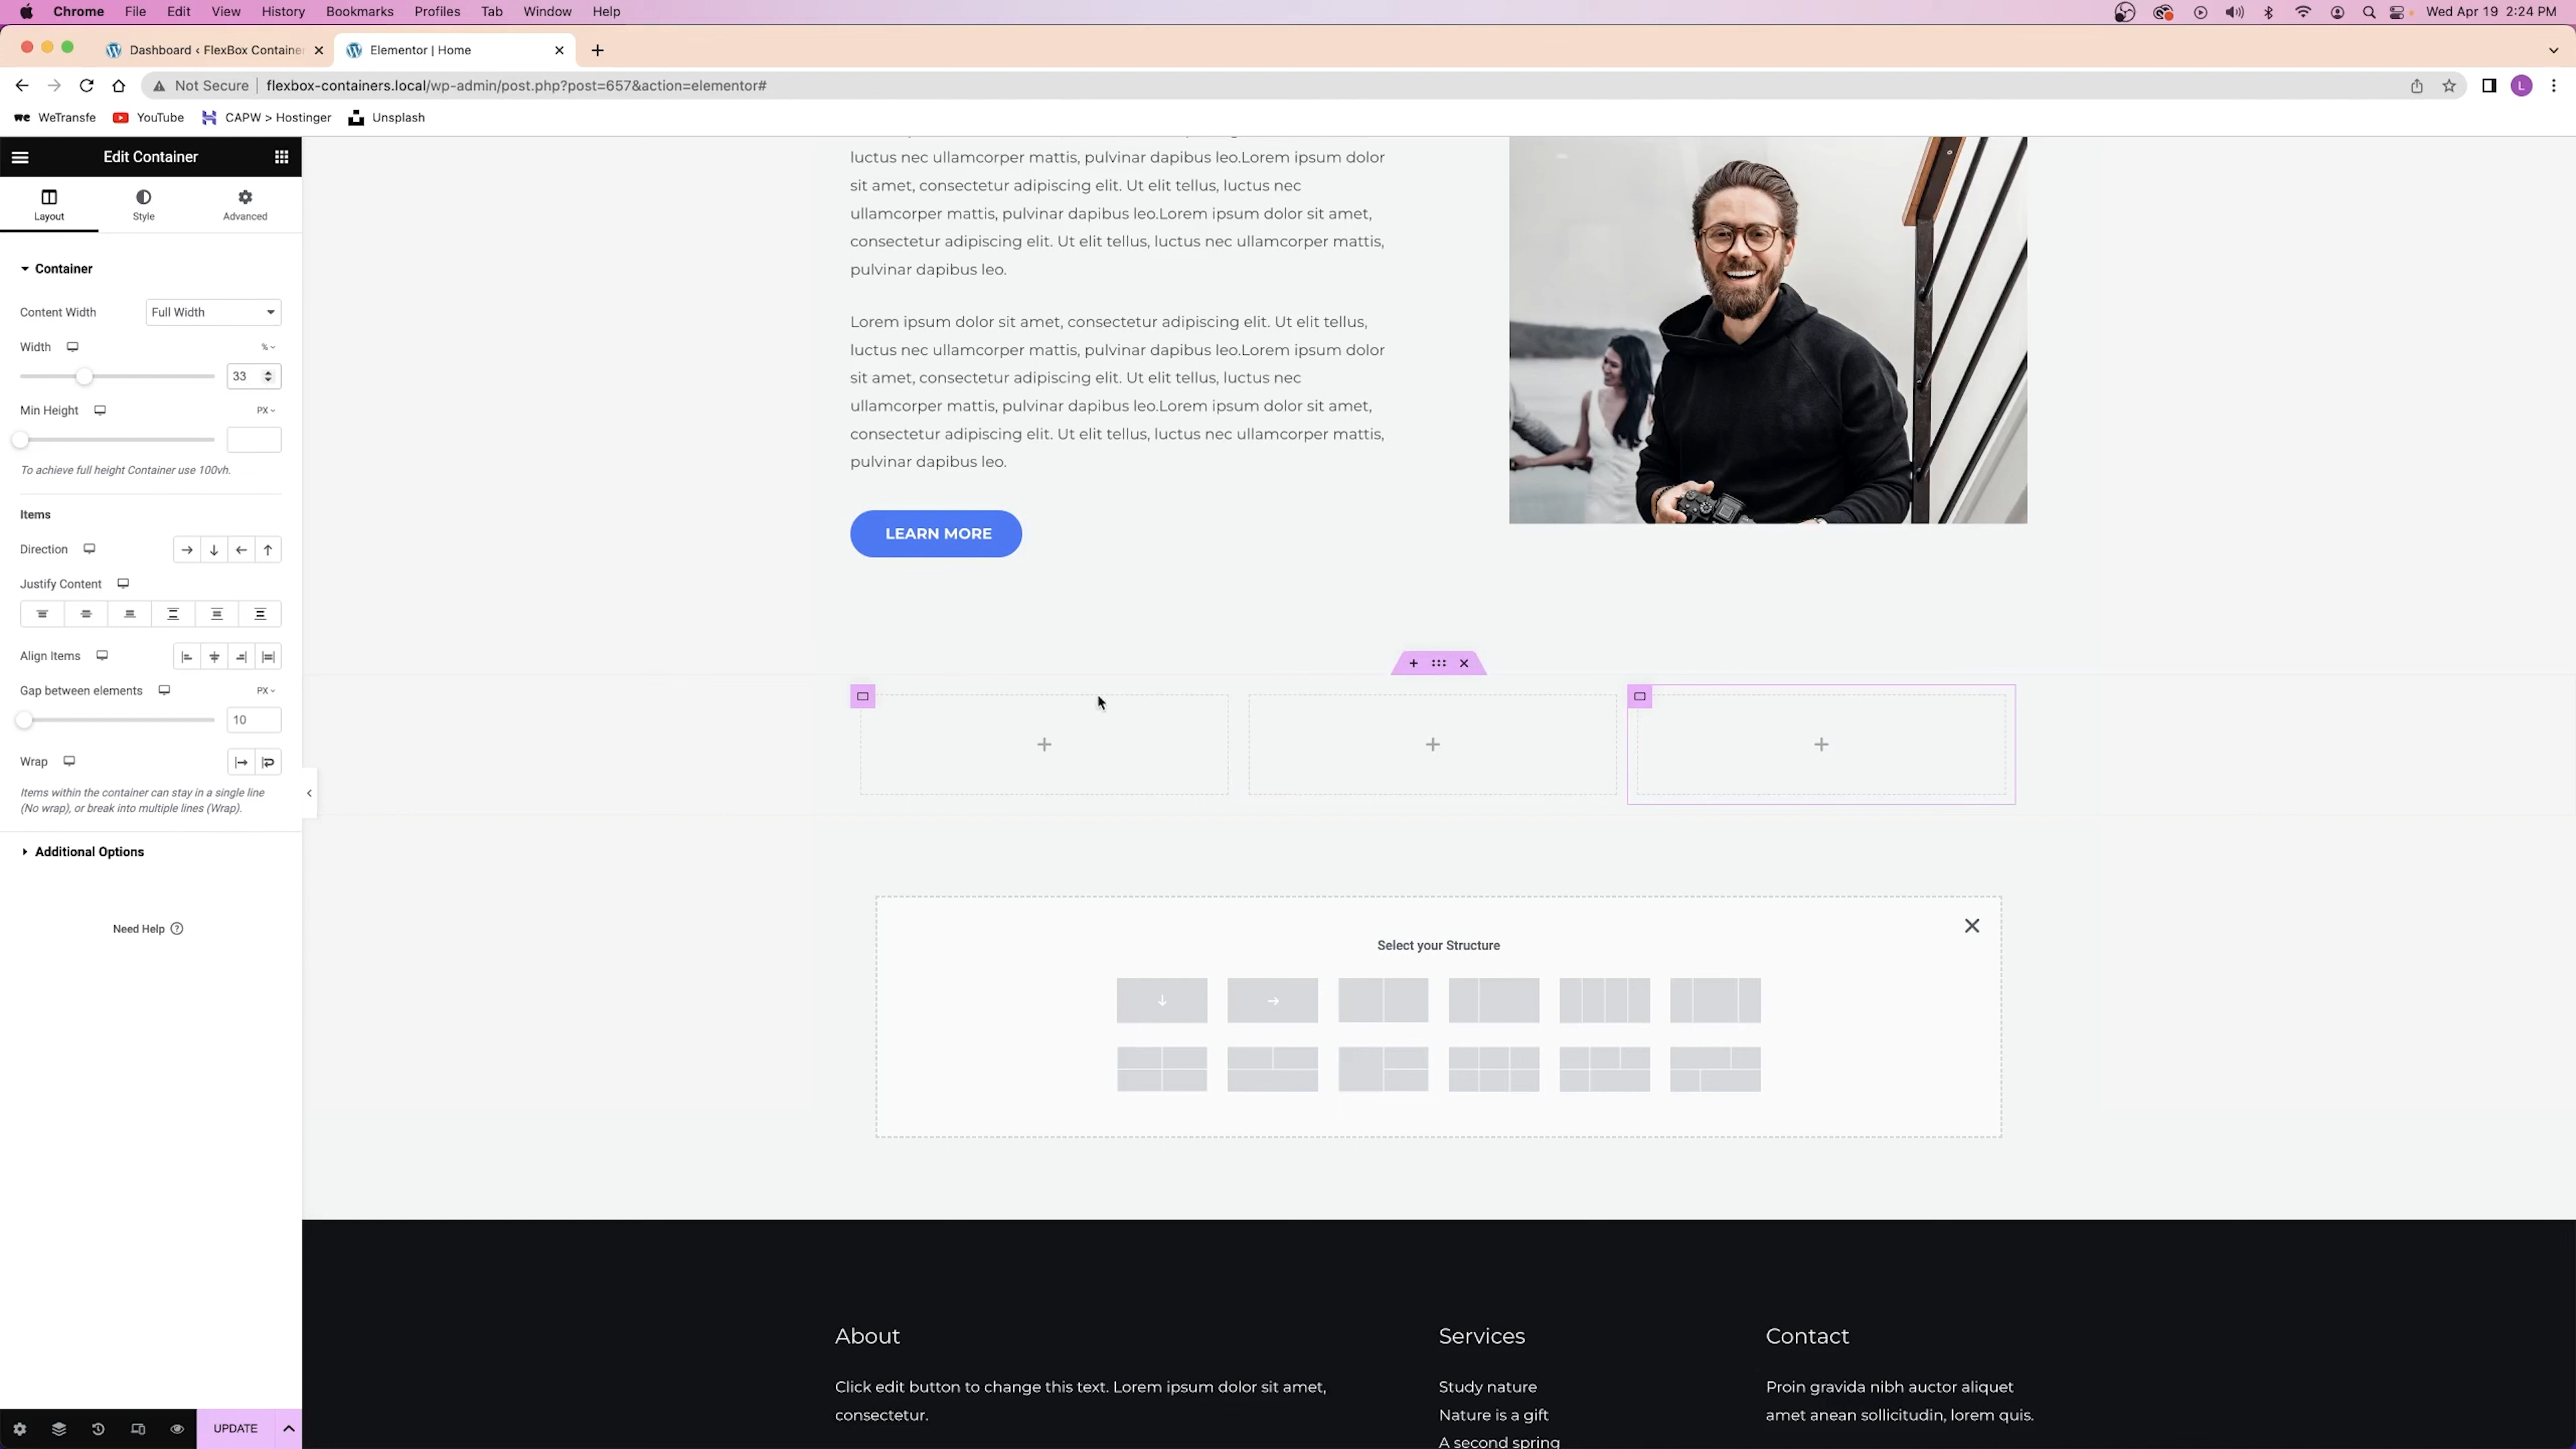 Chrome File Edit View History Bookmarks Profiles Tab Window Help Wed Apr 19 2:24 PM
Dashboard ‹ FlexBox Container Elementor | Home
Not Secure flexbox-containers.local/wp-admin/post.php?post=657&action=elementor# L
we WeTransfe YouTube CAPW > Hostinger Unsplash
Edit Container
Layout Style Advanced
Container
Content Width Full Width
Width %
33
Min Height PX
To achieve full height Container use 100vh.
Items
Direction
Justify Content
Align Items
Gap between elements PX
10
Wrap
Items within the container can stay in a single line
(No wrap), or break into multiple lines (Wrap).
Additional Options
Need Help ?
UPDATE
luctus nec ullamcorper mattis, pulvinar dapibus leo.Lorem ipsum dolor
sit amet, consectetur adipiscing elit. Ut elit tellus, luctus nec
ullamcorper mattis, pulvinar dapibus leo.Lorem ipsum dolor sit amet,
consectetur adipiscing elit. Ut elit tellus, luctus nec ullamcorper mattis,
pulvinar dapibus leo.
Lorem ipsum dolor sit amet, consectetur adipiscing elit. Ut elit tellus,
luctus nec ullamcorper mattis, pulvinar dapibus leo.Lorem ipsum dolor
sit amet, consectetur adipiscing elit. Ut elit tellus, luctus nec
ullamcorper mattis, pulvinar dapibus leo.Lorem ipsum dolor sit amet,
consectetur adipiscing elit. Ut elit tellus, luctus nec ullamcorper mattis,
pulvinar dapibus leo.
LEARN MORE
Select your Structure
About
Click edit button to change this text. Lorem ipsum dolor sit amet,
consectetur.
Services
Study nature
Nature is a gift
A second spring
Contact
Proin gravida nibh auctor aliquet
amet anean sollicitudin, lorem quis.